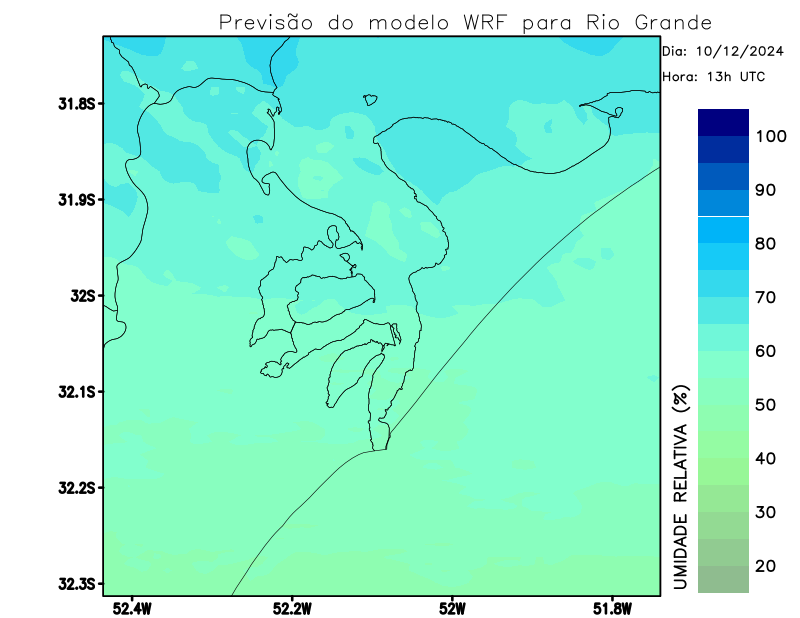 Previsão do modelo WRF para Rio Grande
Dia: 10/12/2024
Hora: 13h UTC
31.8S
31.9S
32S
32.1S
32.2S
32.3S
52.4W
52.2W
52W
51.8W
UMIDADE RELATIVA (%)
100
90
80
70
60
50
40
30
20